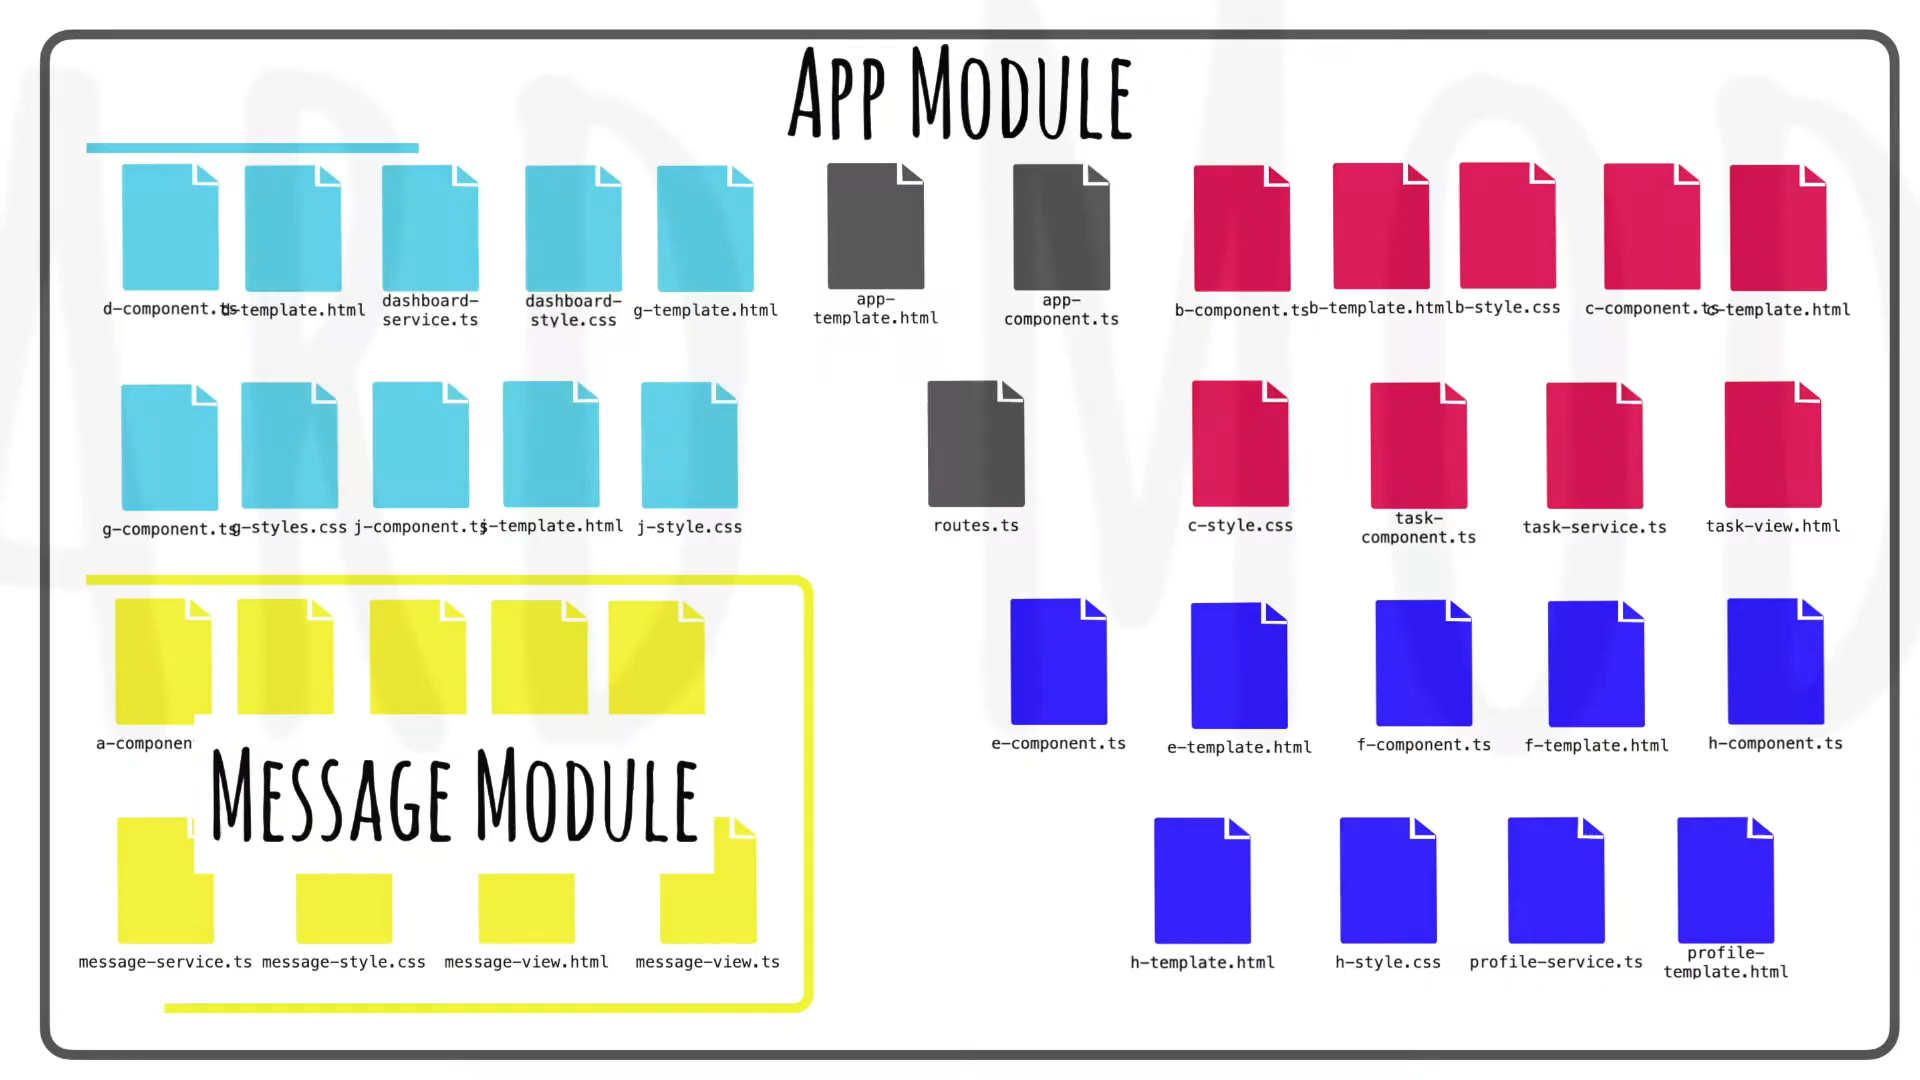 App Module
d-component.ts
d-template.html
dashboard-
service.ts
dashboard-
style.css
g-template.html
app-
template.html
app-
component.ts
b-component.ts
b-template.html
b-style.css
c-component.ts
c-template.html
g-component.ts
g-styles.css
j-component.ts
j-template.html
j-style.css
routes.ts
c-style.css
task-
component.ts
task-service.ts
task-view.html
a-componen
e-component.ts
e-template.html
f-component.ts
f-template.html
h-component.ts
Message Module
message-service.ts
message-style.css
message-view.html
message-view.ts
h-template.html
h-style.css
profile-service.ts
profile-
template.html